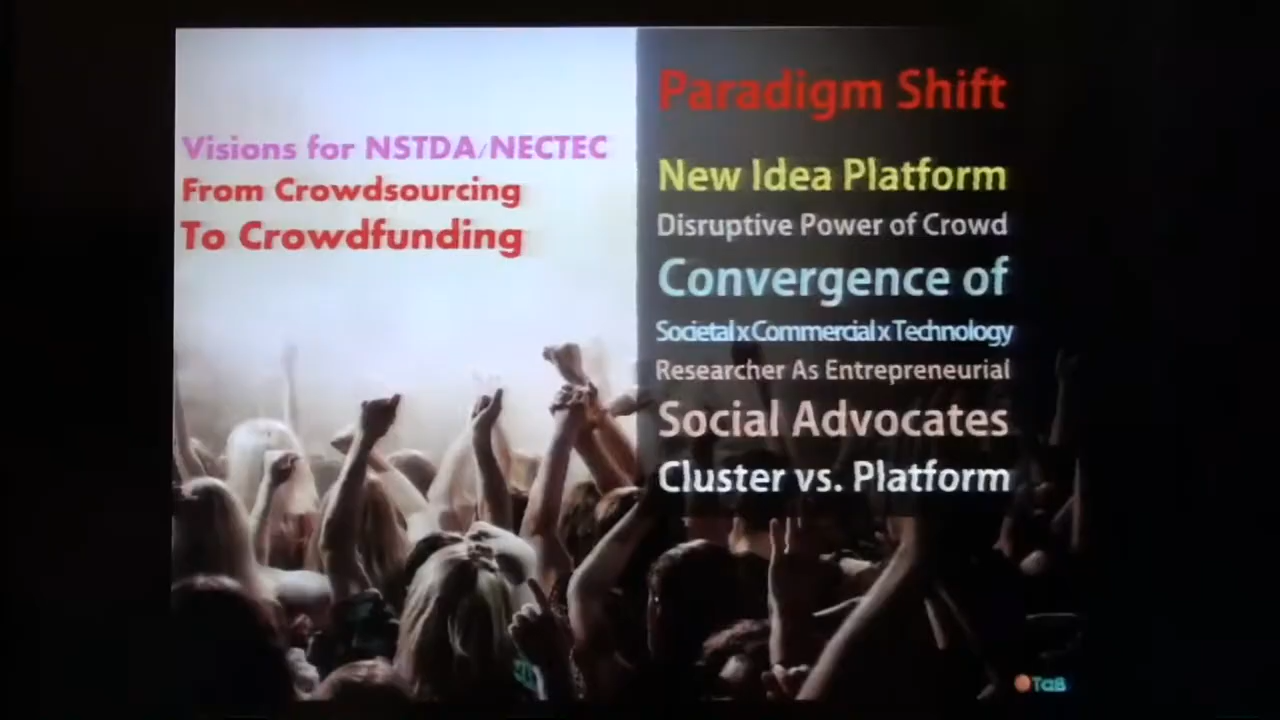 Visions for NSTDA/NECTEC
From Crowdsourcing
To Crowdfunding
Paradigm Shift
New Idea Platform
Disruptive Power of Crowd
Convergence of
Societal x Commercial x Technology
Researcher As Entrepreneurial
Social Advocates
Cluster vs. Platform
TaB